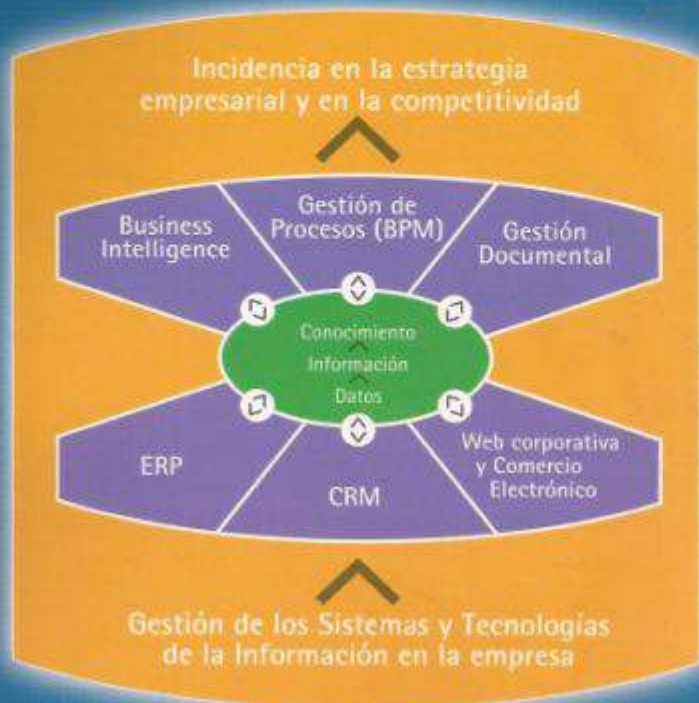 Incidencia en la estrategia
empresarial y en la competitividad
Business
Intelligence
Gestión de
Procesos (BPM)
Gestión
Documental
Conocimiento
Información
Datos
ERP
CRM
Web corporativa
y Comercio
Electrónico
Gestión de los Sistemas y Tecnologías
de la Información en la empresa